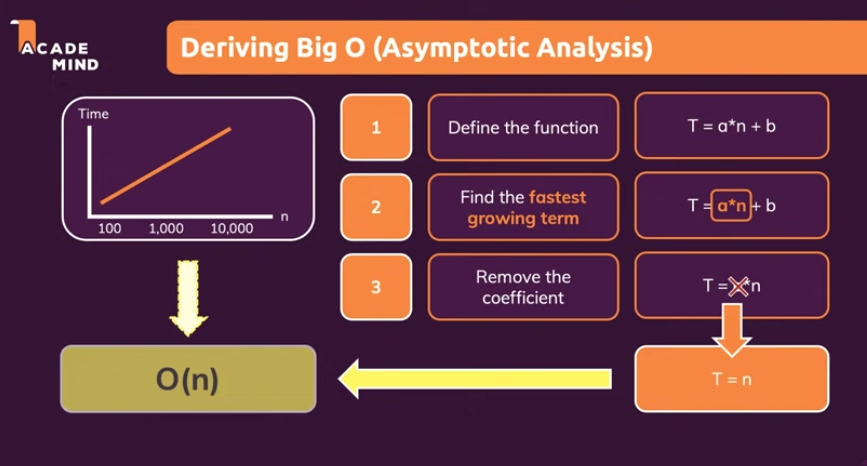 ACADE
MIND
Deriving Big O (Asymptotic Analysis)
Time
n
100 1,000 10,000
1
Define the function
T = a*n + b
2
Find the fastest
growing term
T = a*n + b
3
Remove the
coefficient
T = a*n
O(n)
T = n